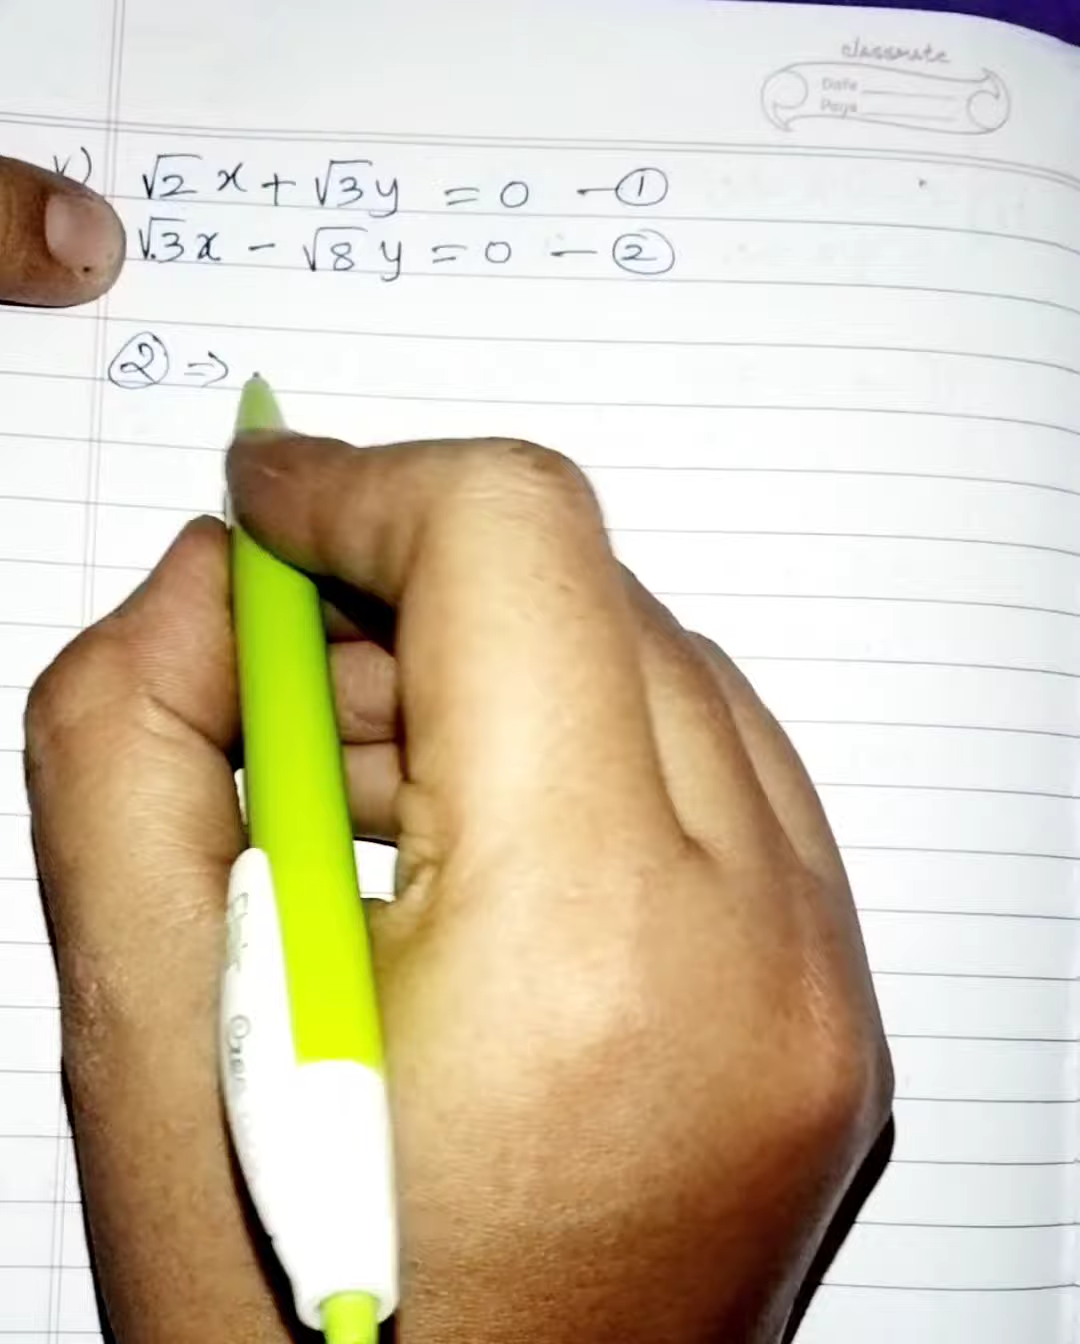 classmate
Date
Page
v) √2 x + √3 y = 0 — ①
√3 x - √8 y = 0 — ②
② ⇒